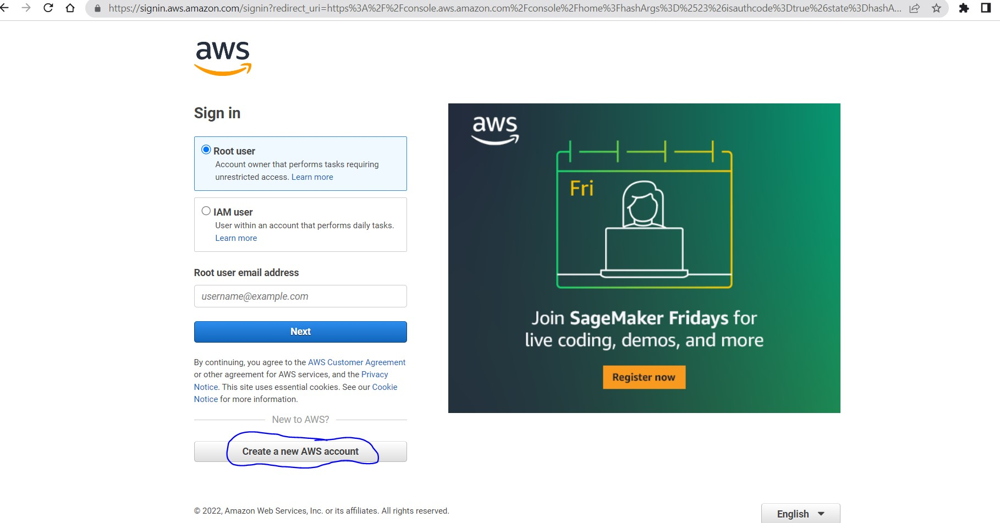 https://signin.aws.amazon.com/signin?redirect_uri=https%3A%2F%2Fconsole.aws.amazon.com%2Fconsole%2Fhome%3FhashArgs%3D%2523%26isauthcode%3Dtrue%26state%3DhashA...
aws
Sign in
Root user
Account owner that performs tasks requiring
unrestricted access. Learn more
IAM user
User within an account that performs daily tasks.
Learn more
Root user email address
username@example.com
Next
By continuing, you agree to the AWS Customer Agreement
or other agreement for AWS services, and the Privacy
Notice. This site uses essential cookies. See our Cookie
Notice for more information.
New to AWS?
Create a new AWS account
aws
Fri
Join SageMaker Fridays for
live coding, demos, and more
Register now
© 2022, Amazon Web Services, Inc. or its affiliates. All rights reserved.
English